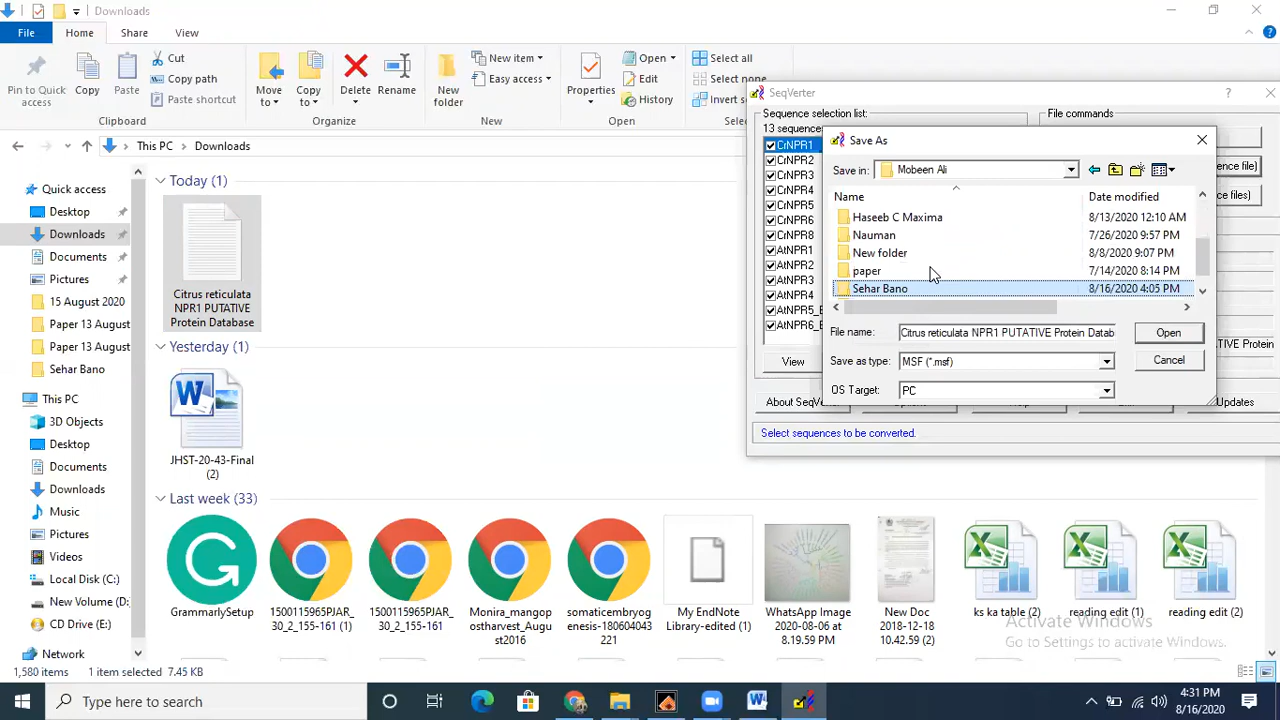 Downloads
File
Home
Share
View
Pin to Quick access
Copy
Paste
Cut
Copy path
Paste shortcut
Clipboard
Move to
Copy to
Delete
Rename
Organize
New folder
New item
Easy access
New
Properties
Open
Edit
History
Open
Select all
Select none
Invert se
Sele
This PC
Downloads
Quick access
Desktop
Downloads
Documents
Pictures
15 August 2020
Paper 13 August
Paper 13 August
Sehar Bano
This PC
3D Objects
Desktop
Documents
Downloads
Music
Pictures
Videos
Local Disk (C:)
New Volume (D:
CD Drive (E:)
Network
Today (1)
Citrus reticulata NPR1 PUTATIVE Protein Database
Yesterday (1)
JHST-20-43-Final (2)
Last week (33)
GrammarlySetup
1500115965PJAR_30_2_155-161 (1)
1500115965PJAR_30_2_155-161
Monira_mangopostharvest_August2016
somaticembryogenesis-180604043221
My EndNote Library-edited (1)
WhatsApp Image 2020-08-06 at 8.19.59 PM
New Doc 2018-12-18 10.42.59 (2)
ks ka table (2)
reading edit (1)
reading edit (2)
SeqVerter
Sequence selection list:
File commands
13 sequence
CrNPR1
CrNPR2
CrNPR3
CrNPR4
CrNPR5
CrNPR6
CrNPR8
AtNPR1
AtNPR2
AtNPR3
AtNPR4
AtNPR5_
AtNPR6_
ence file)
ce files)
TIVE Protein
View
About SeqVe
Updates
Select sequences to be converted.
Save As
Save in:
Mobeen Ali
Name
Date modified
Haseeb C Maxima
8/13/2020 12:10 AM
Nauman
7/26/2020 9:57 PM
New folder
8/8/2020 9:07 PM
paper
7/14/2020 8:14 PM
Sehar Bano
8/16/2020 4:05 PM
File name:
Citrus reticulata NPR1 PUTATIVE Protein Datab
Open
Save as type:
MSF (*.msf)
Cancel
OS Target:
PC
Activate Windows
Go to Settings to activate Windows.
1,580 items
1 item selected
7.45 KB
Type here to search
4:31 PM
8/16/2020